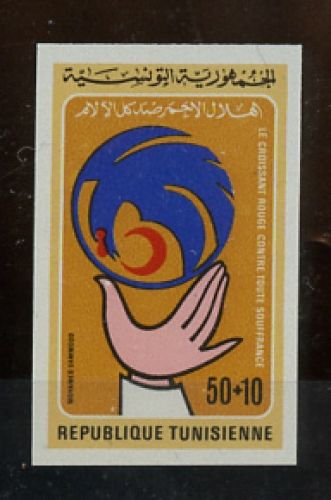 الجمهورية التونسية
الهلال الأحمر ضد كل الآلام
LE CROISSANT ROUGE CONTRE TOUTE SOUFFRANCE
50+10
REPUBLIQUE TUNISIENNE